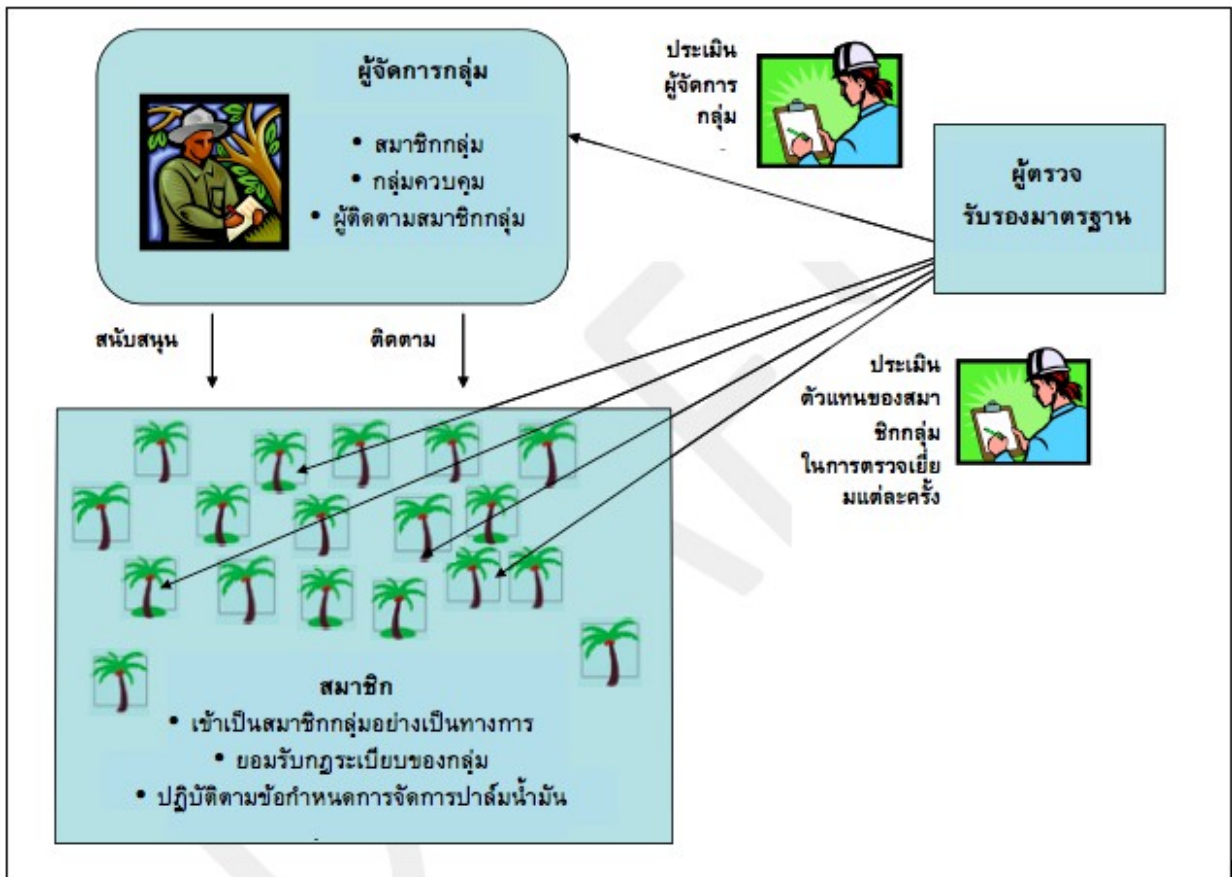 ผู้จัดการกลุ่ม
• สมาชิกกลุ่ม
• กลุ่มควบคุม
• ผู้ติดตามสมาชิกกลุ่ม
ประเมิน
ผู้จัดการ
กลุ่ม
ผู้ตรวจ
รับรองมาตรฐาน
สนับสนุน
ติดตาม
ประเมิน
ตัวแทนของสมา
ชิกกลุ่ม
ในการตรวจเยี่ย
มแต่ละครั้ง
สมาชิก
• เข้าเป็นสมาชิกกลุ่มอย่างเป็นทางการ
• ยอมรับกฎระเบียบของกลุ่ม
• ปฏิบัติตามข้อกำหนดการจัดการปาล์มน้ำมัน